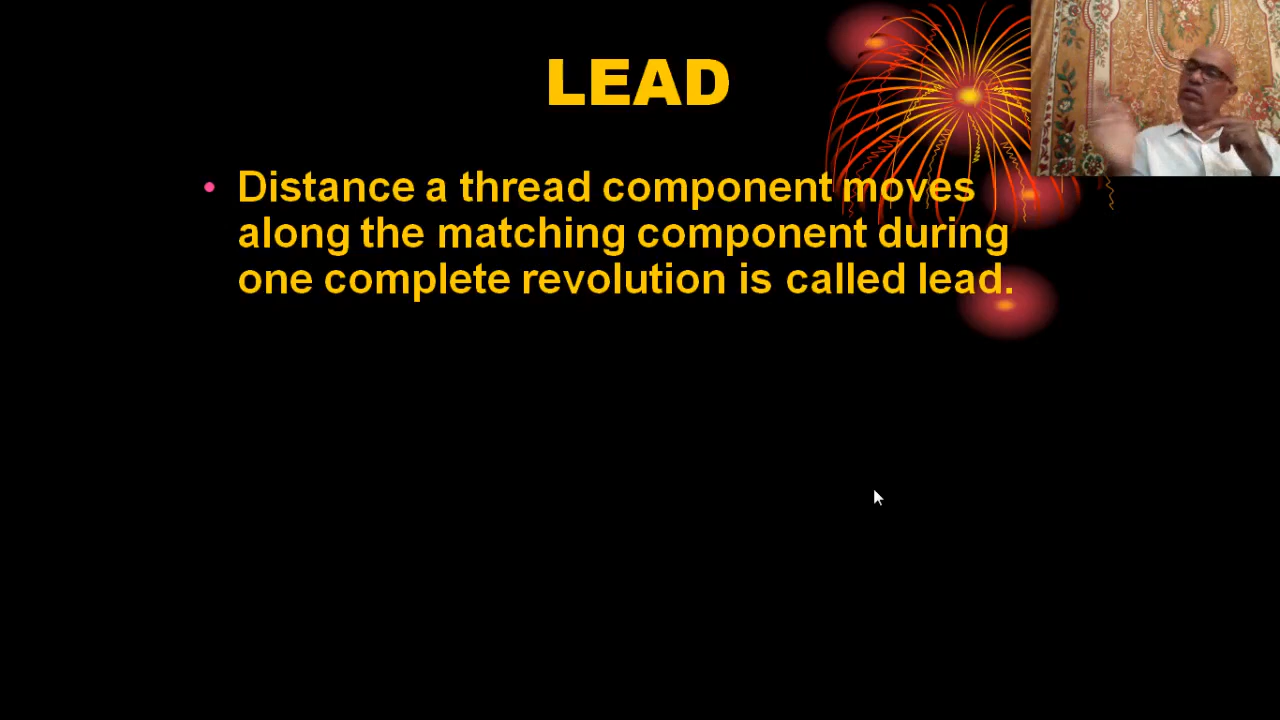 LEAD
• Distance a thread component moves
along the matching component during
one complete revolution is called lead.